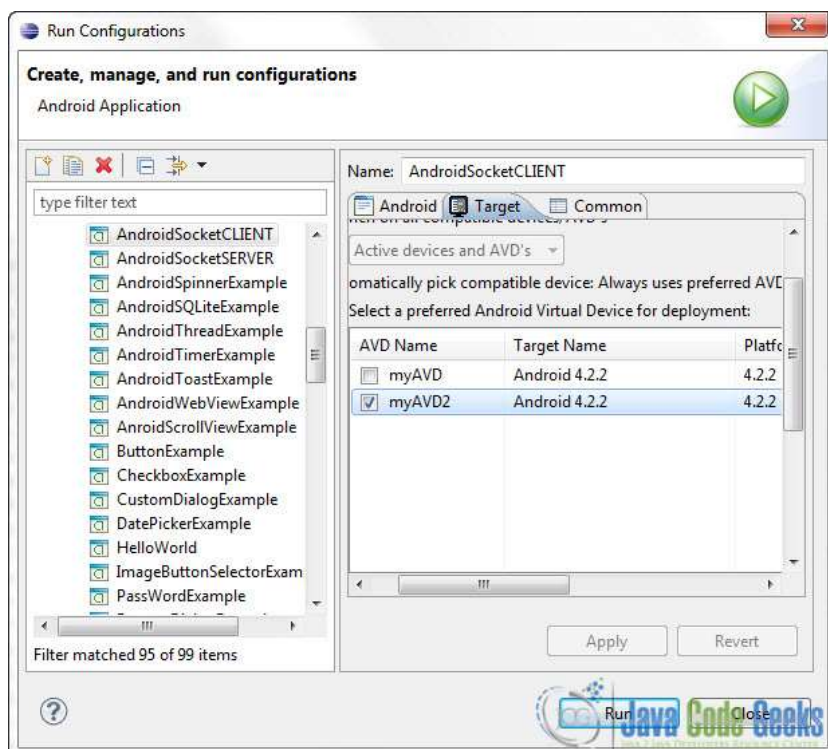 Run Configurations
Create, manage, and run configurations
Android Application
type filter text
AndroidSocketCLIENT
AndroidSocketSERVER
AndroidSpinnerExample
AndroidSQLiteExample
AndroidThreadExample
AndroidTimerExample
AndroidToastExample
AndroidWebViewExample
AnroidScrollViewExample
ButtonExample
CheckboxExample
CustomDialogExample
DatePickerExample
HelloWorld
ImageButtonSelectorExam
PassWordExample
Filter matched 95 of 99 items
Name: AndroidSocketCLIENT
Android Target Common
Active devices and AVD's
omatically pick compatible device: Always uses preferred AVD
Select a preferred Android Virtual Device for deployment:
AVD Name Target Name Platfo
myAVD Android 4.2.2 4.2.2
myAVD2 Android 4.2.2 4.2.2
Apply Revert
Run Close
Java Code Geeks